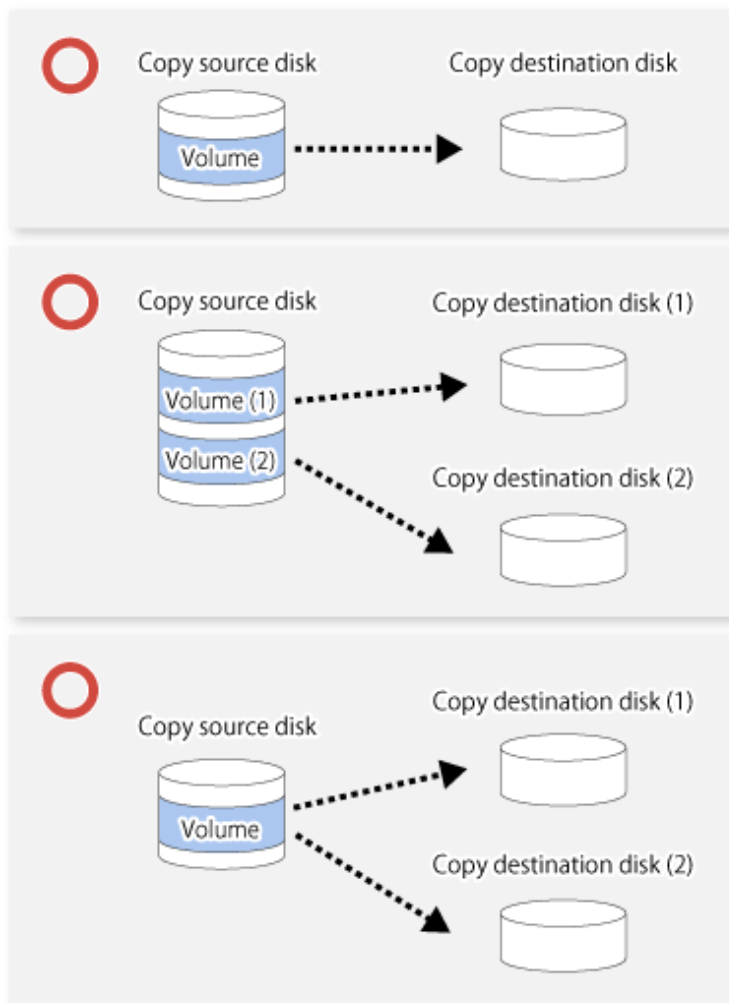 Copy source disk
Copy destination disk
Volume
Copy source disk
Copy destination disk (1)
Volume (1)
Volume (2)
Copy destination disk (2)
Copy destination disk (1)
Copy source disk
Volume
Copy destination disk (2)